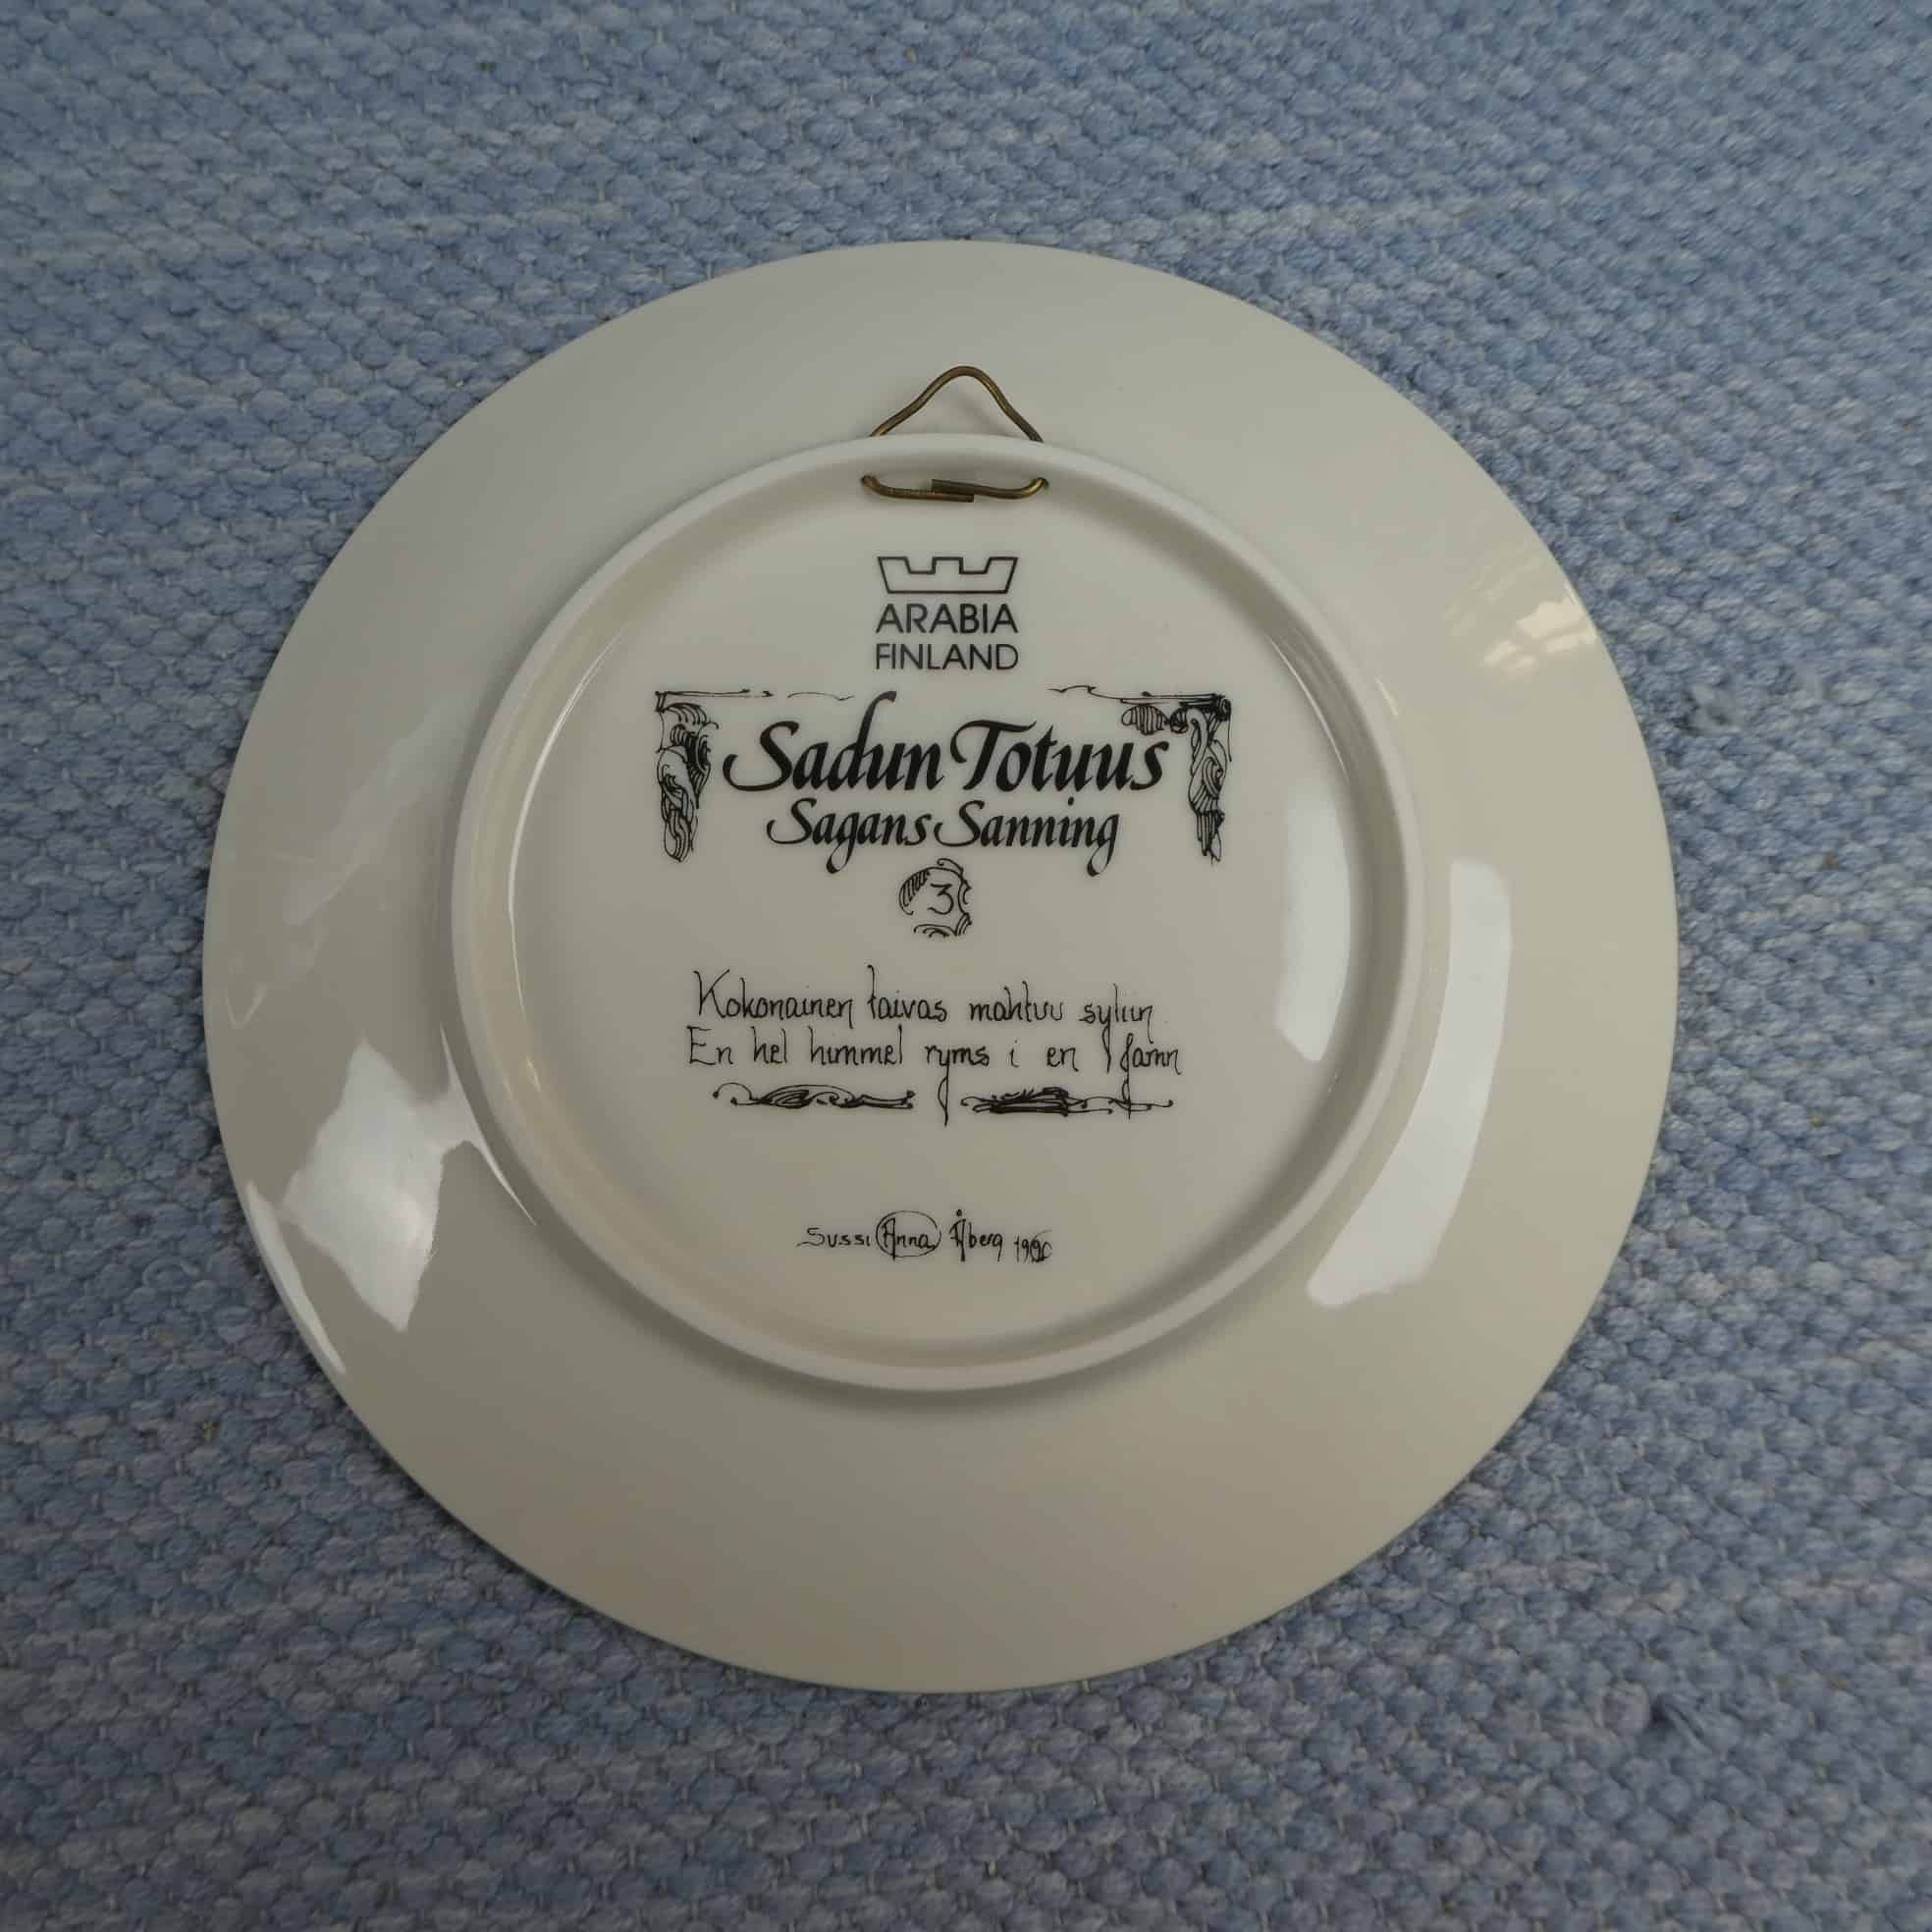 ARABIA
FINLAND
Sadun Totuus
Sagans Sanning
3
Kokonainen taivas mahtuu syliin
En hel himmel ryms i en famn
Sussi Anna Åberg 1990